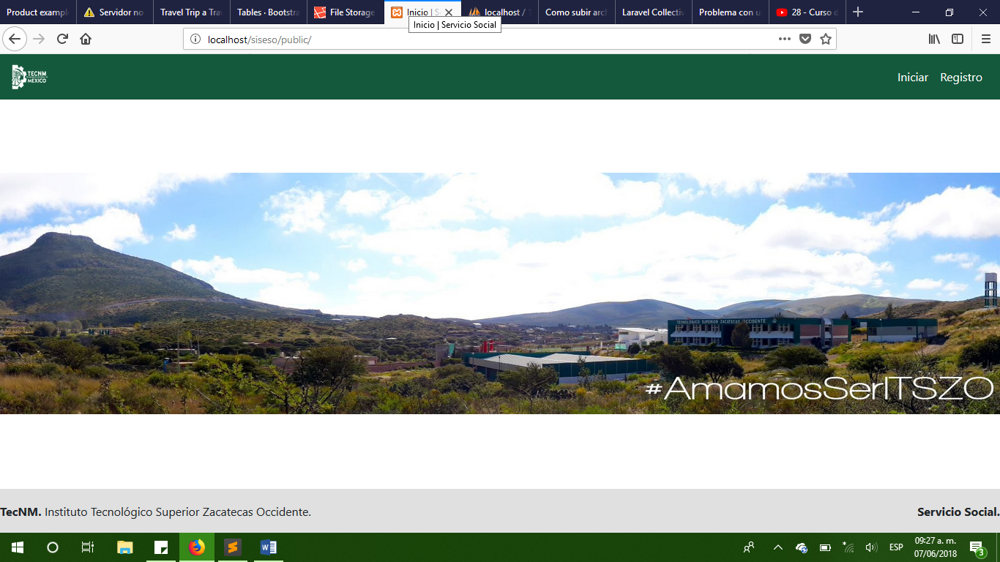 Product exampl
Servidor no
Travel Trip a Tra
Tables · Bootstra
File Storage
Inicio | S
localhost / 1
Como subir arch
Laravel Collectiv
Problema con u
28 - Curso d
Inicio | Servicio Social
localhost/siseso/public/
TECNM
MÉXICO
Iniciar Registro
TECNOLÓGICO SUPERIOR ZACATECAS OCCIDENTE
#AmamosSerITSZO
TecNM. Instituto Tecnológico Superior Zacatecas Occidente.
Servicio Social.
ESP
09:27 a. m.
07/06/2018
3